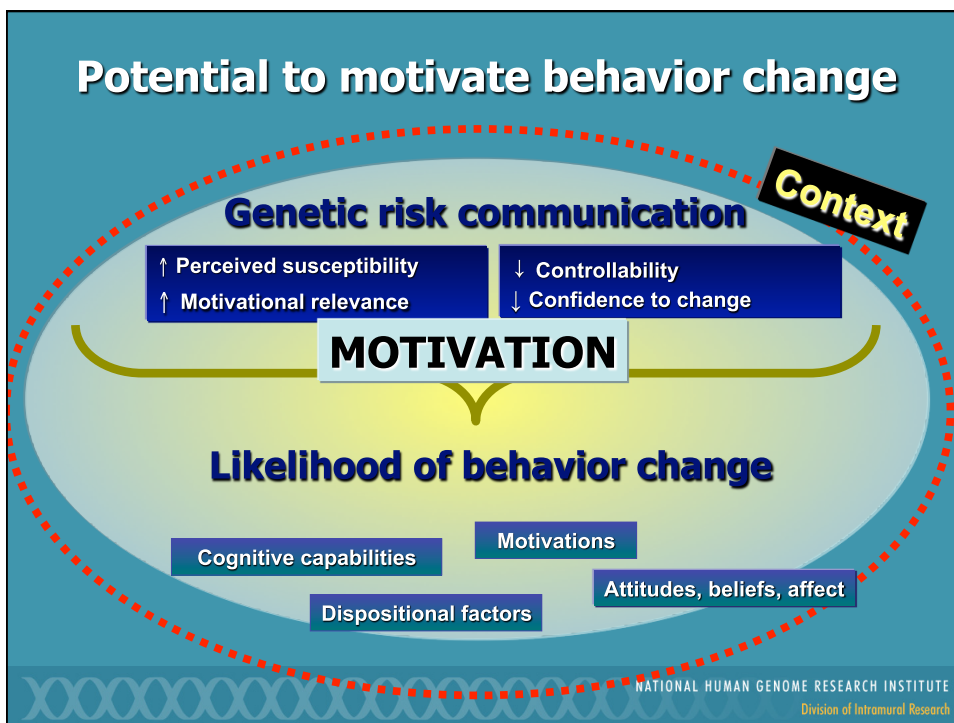 Potential to motivate behavior change
Context
Genetic risk communication
↑ Perceived susceptibility
↑ Motivational relevance
↓ Controllability
↓ Confidence to change
MOTIVATION
Likelihood of behavior change
Motivations
Cognitive capabilities
Attitudes, beliefs, affect
Dispositional factors
NATIONAL HUMAN GENOME RESEARCH INSTITUTE
Division of Intramural Research